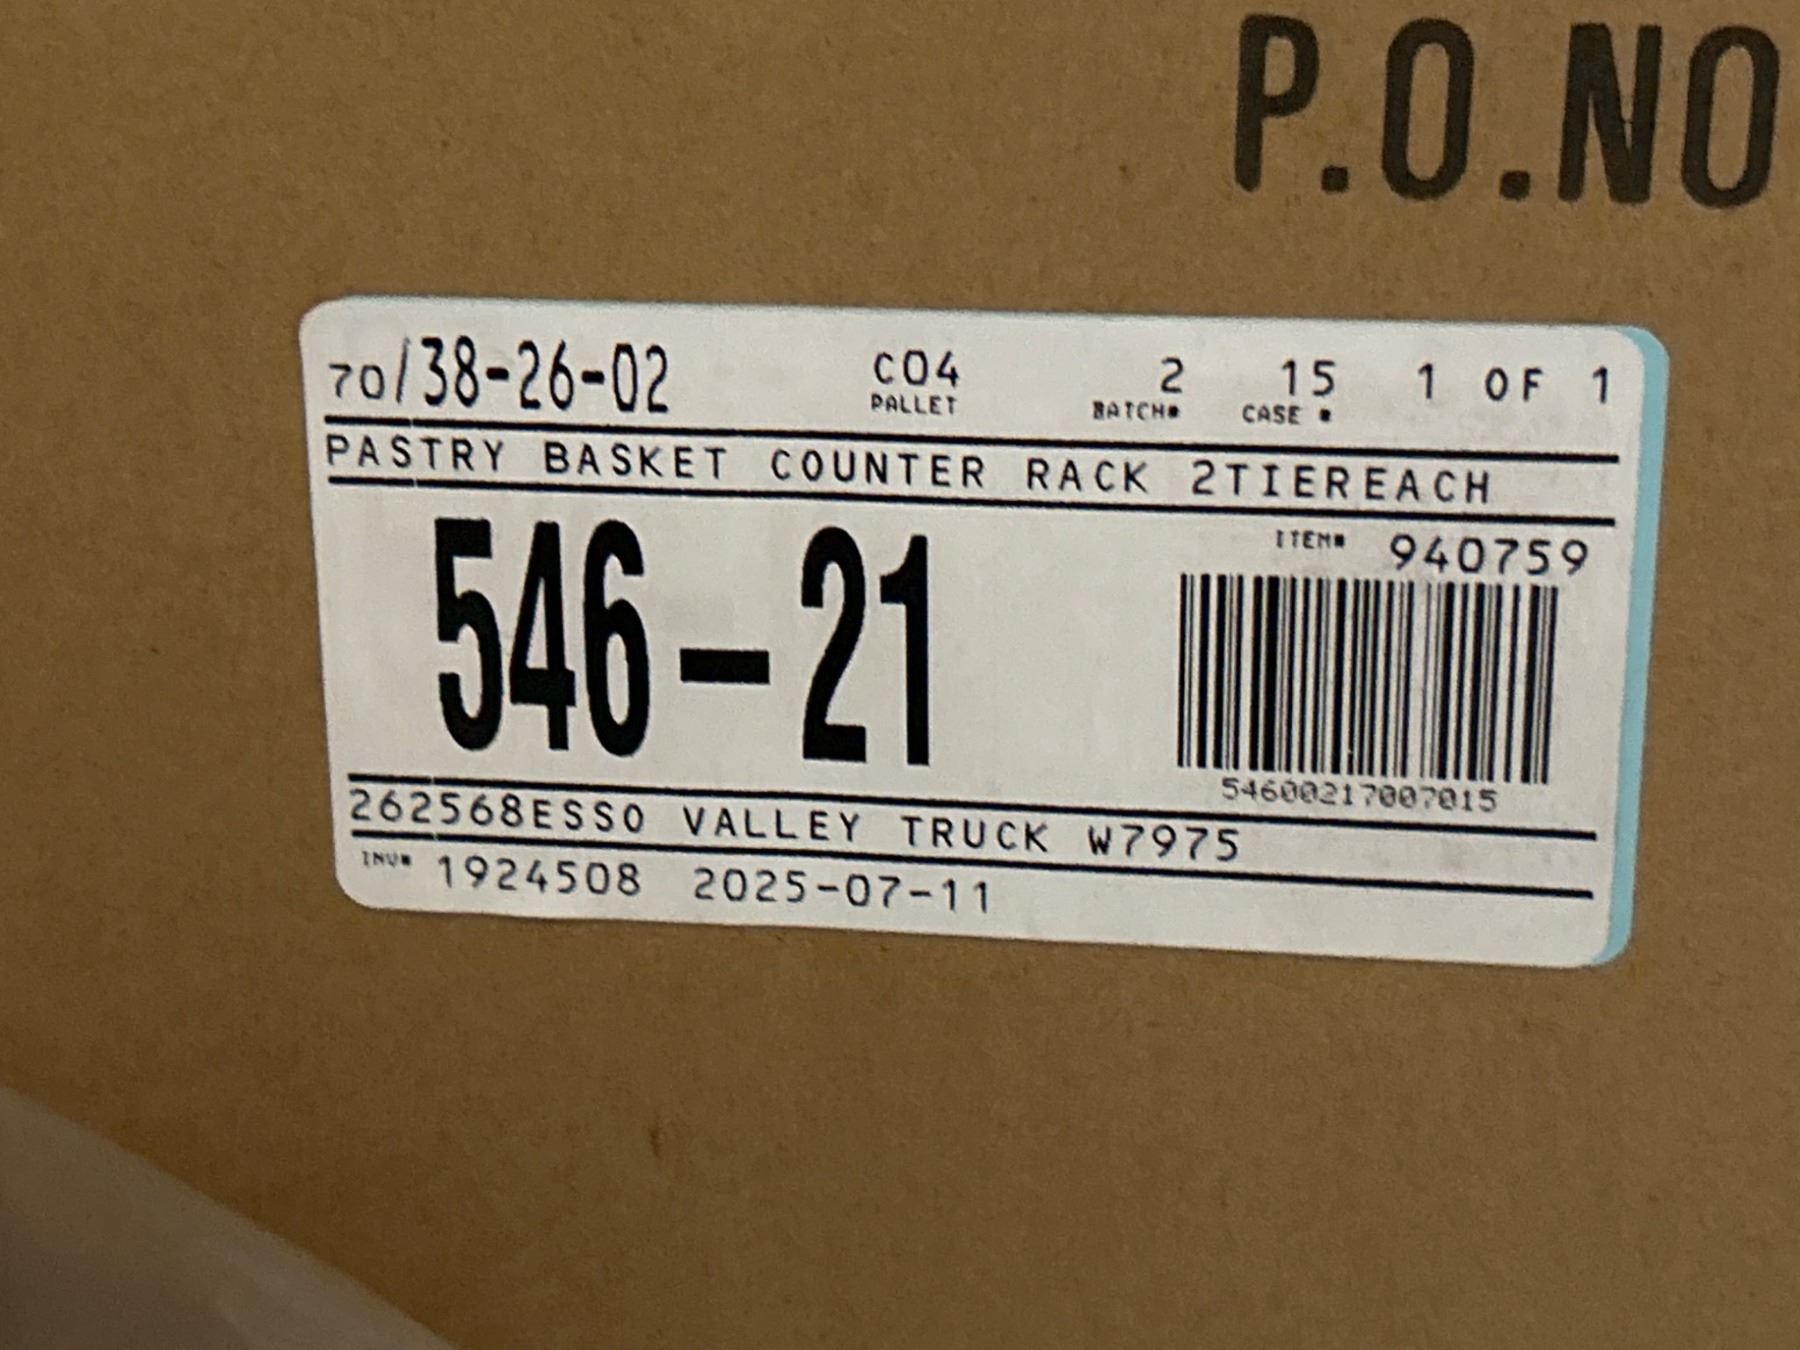 P.O.NO
70/38-26-02 C04 2 15 1 OF 1
PALLET BATCH# CASE #
PASTRY BASKET COUNTER RACK 2TIEREACH
546-21
ITEM# 940759
54600217007015
262568ESSO VALLEY TRUCK W7975
INV# 1924508 2025-07-11